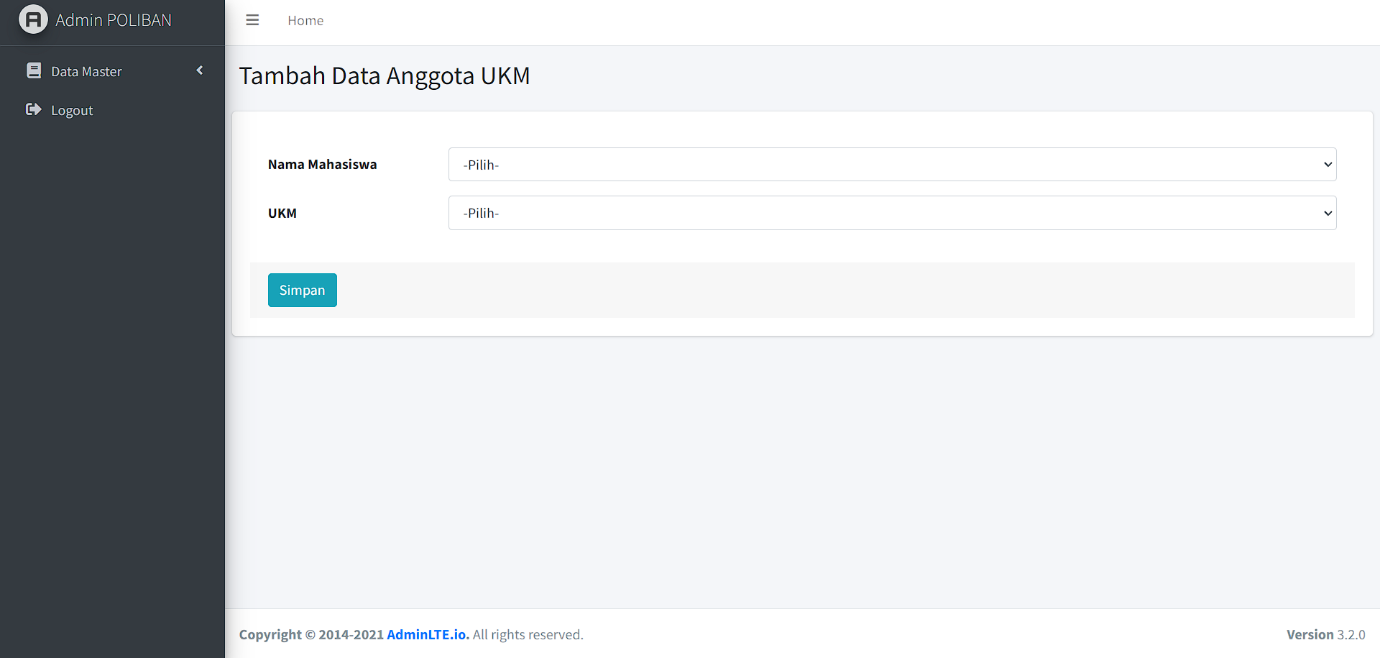 Admin POLIBAN
Home
Data Master
Logout
Tambah Data Anggota UKM
Nama Mahasiswa
-Pilih-
UKM
-Pilih-
Simpan
Copyright © 2014-2021 AdminLTE.io. All rights reserved.
Version 3.2.0